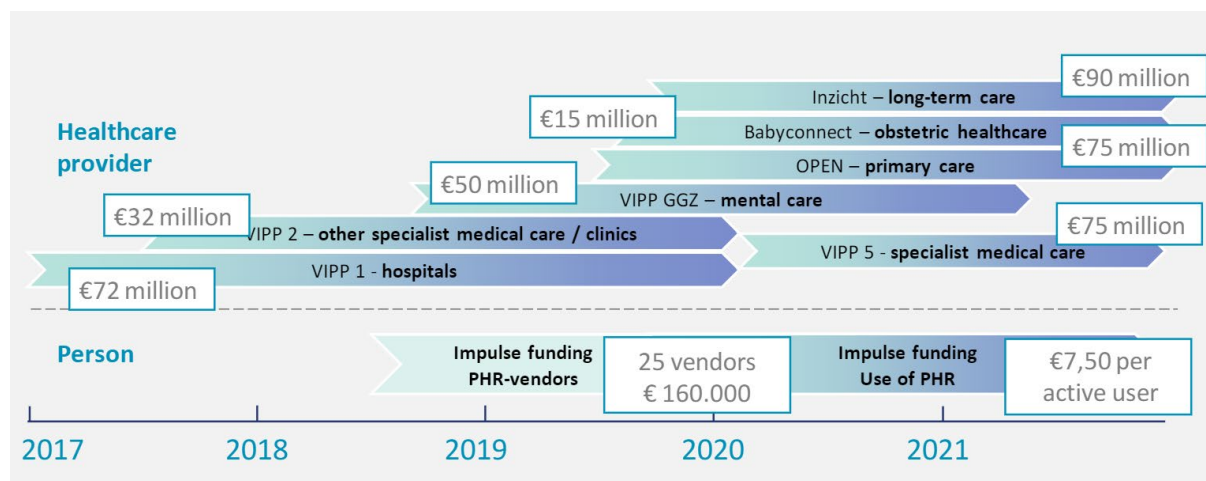 €90 million
Inzicht – long-term care
€15 million
Healthcare
provider
Babyconnect – obstetric healthcare
€75 million
OPEN – primary care
€50 million
VIPP GGZ – mental care
€32 million
VIPP 2 – other specialist medical care / clinics
€75 million
VIPP 5 - specialist medical care
VIPP 1 - hospitals
€72 million
Person
Impulse funding
PHR-vendors
25 vendors
€ 160.000
Impulse funding
Use of PHR
€7,50 per
active user
2017
2018
2019
2020
2021